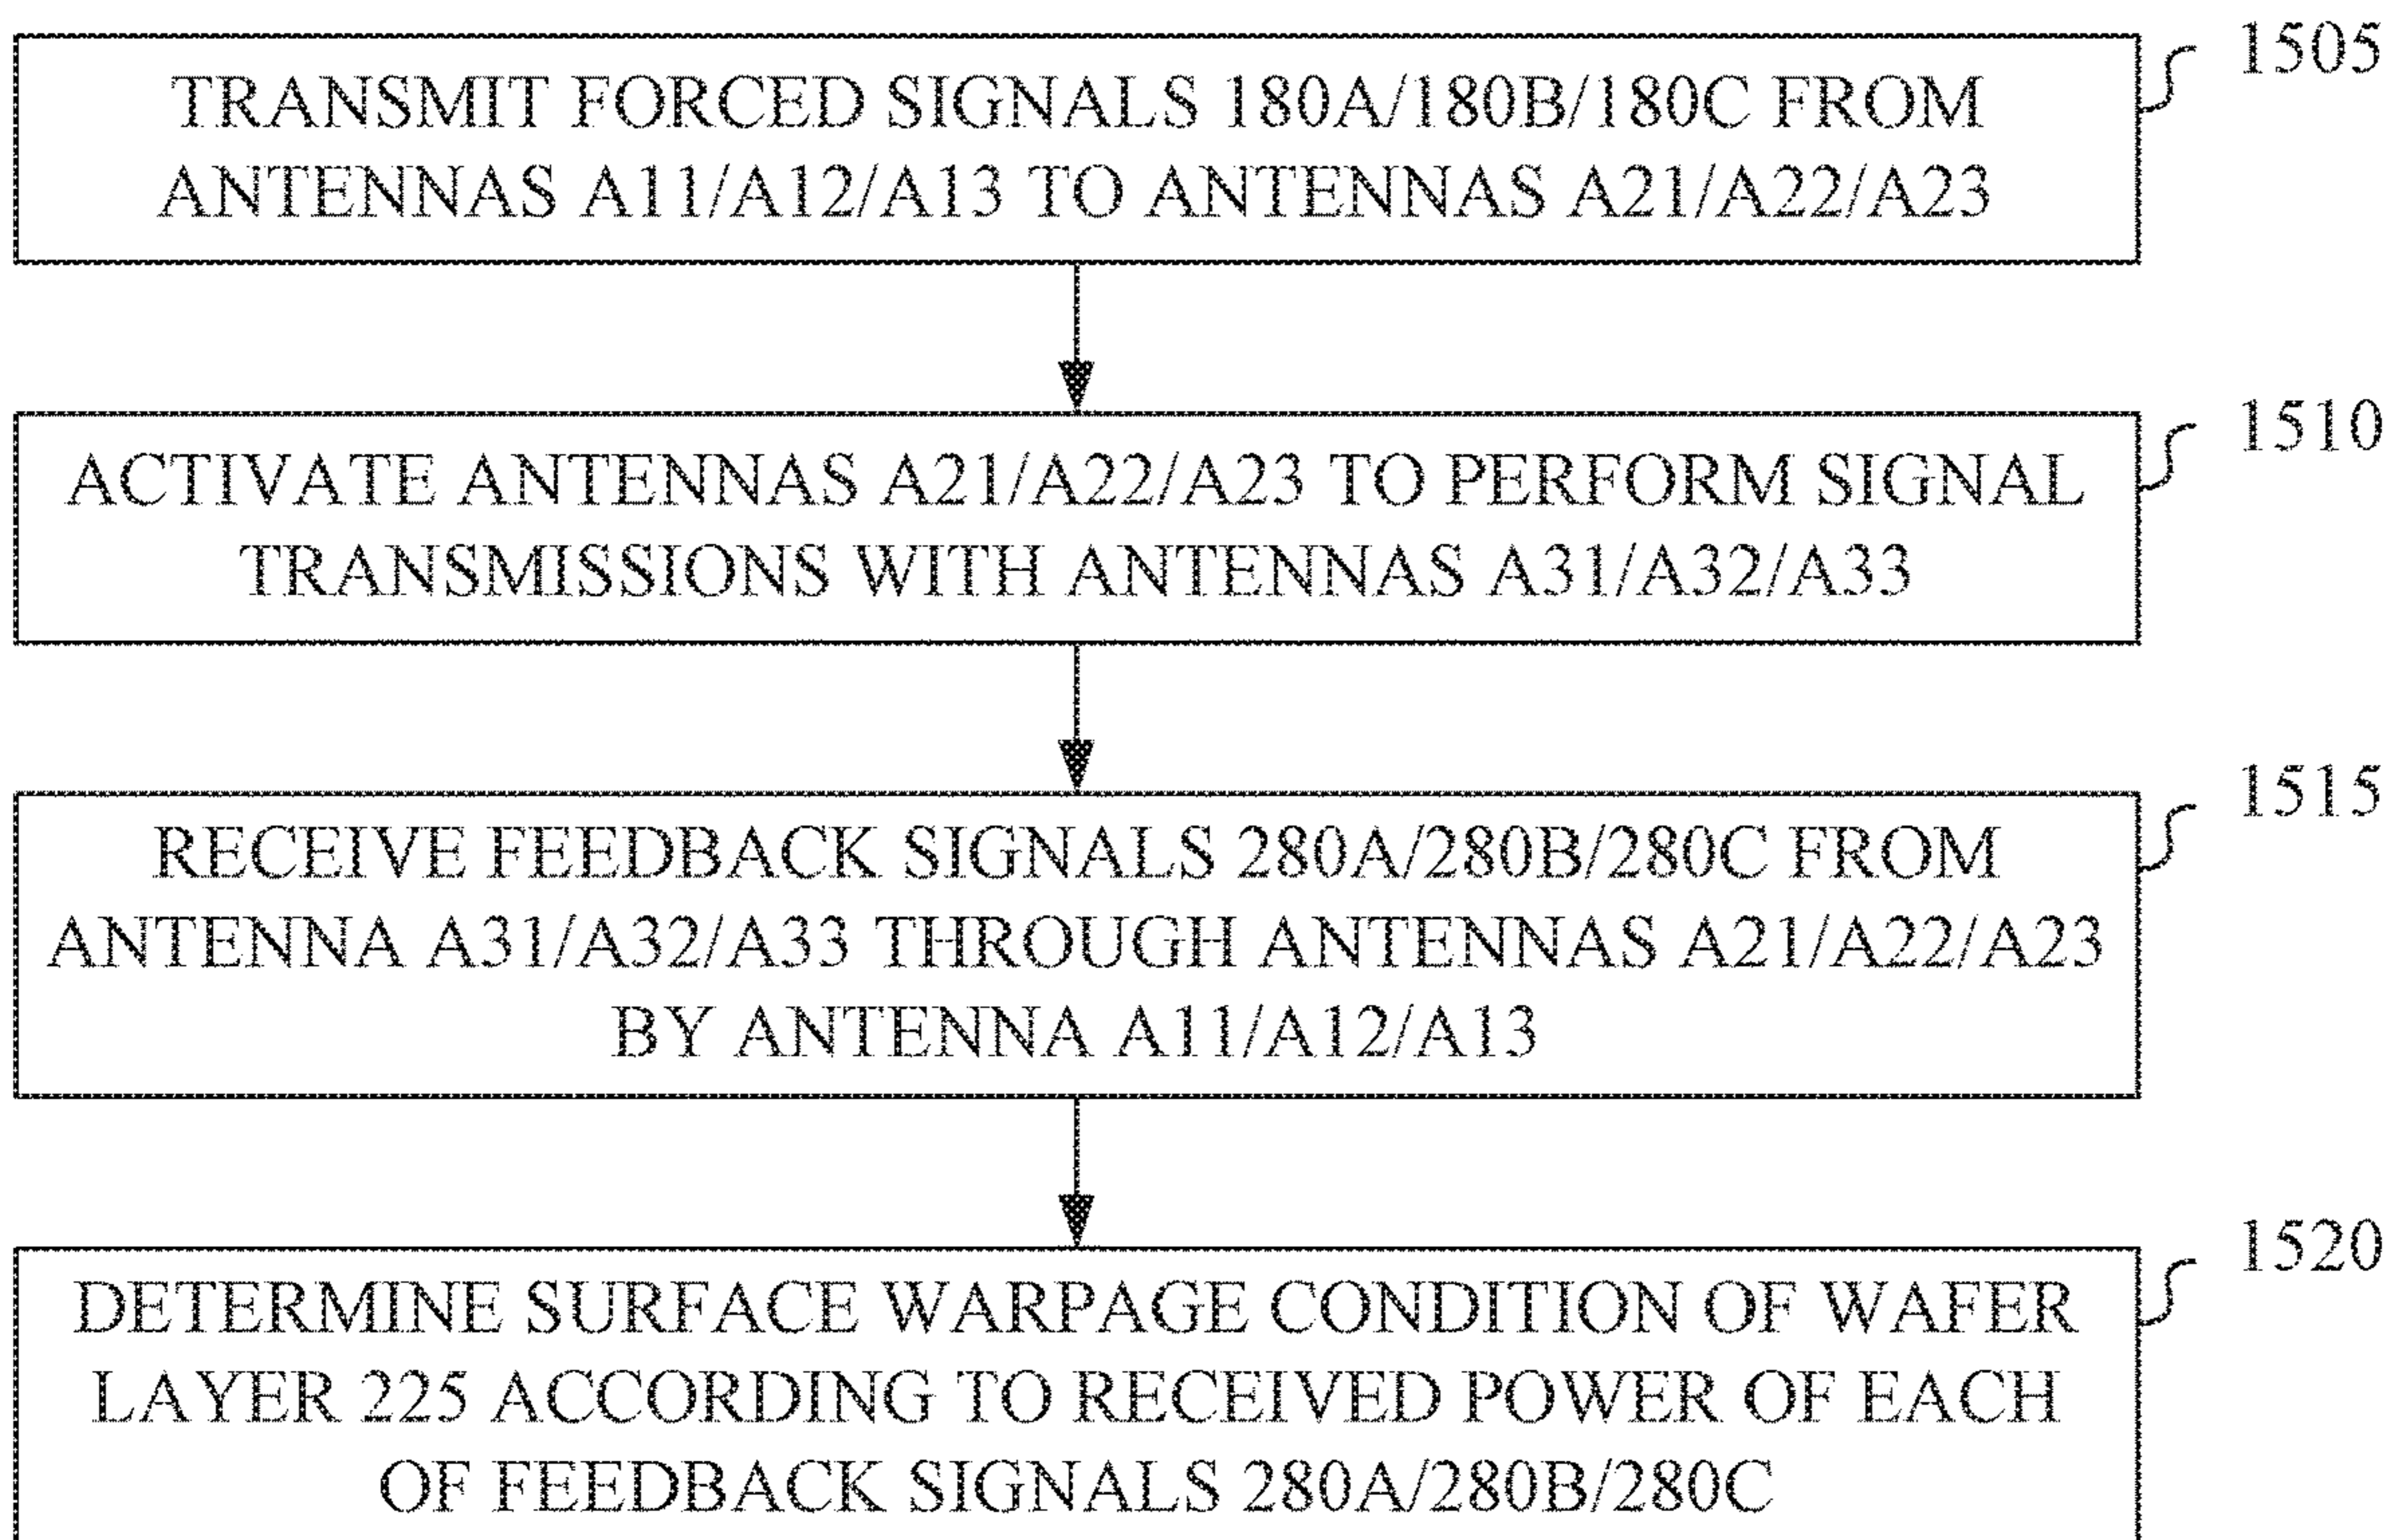 1505
TRANSMIT FORCED SIGNALS 180A/180B/180C FROM
ANTENNAS A11/A12/A13 TO ANTENNAS A21/A22/A23
1510
ACTIVATE ANTENNAS A21/A22/A23 TO PERFORM SIGNAL
TRANSMISSIONS WITH ANTENNAS A31/A32/A33
1515
RECEIVE FEEDBACK SIGNALS 280A/280B/280C FROM
ANTENNA A31/A32/A33 THROUGH ANTENNAS A21/A22/A23
BY ANTENNA A11/A12/A13
1520
DETERMINE SURFACE WARPAGE CONDITION OF WAFER
LAYER 225 ACCORDING TO RECEIVED POWER OF EACH
OF FEEDBACK SIGNALS 280A/280B/280C